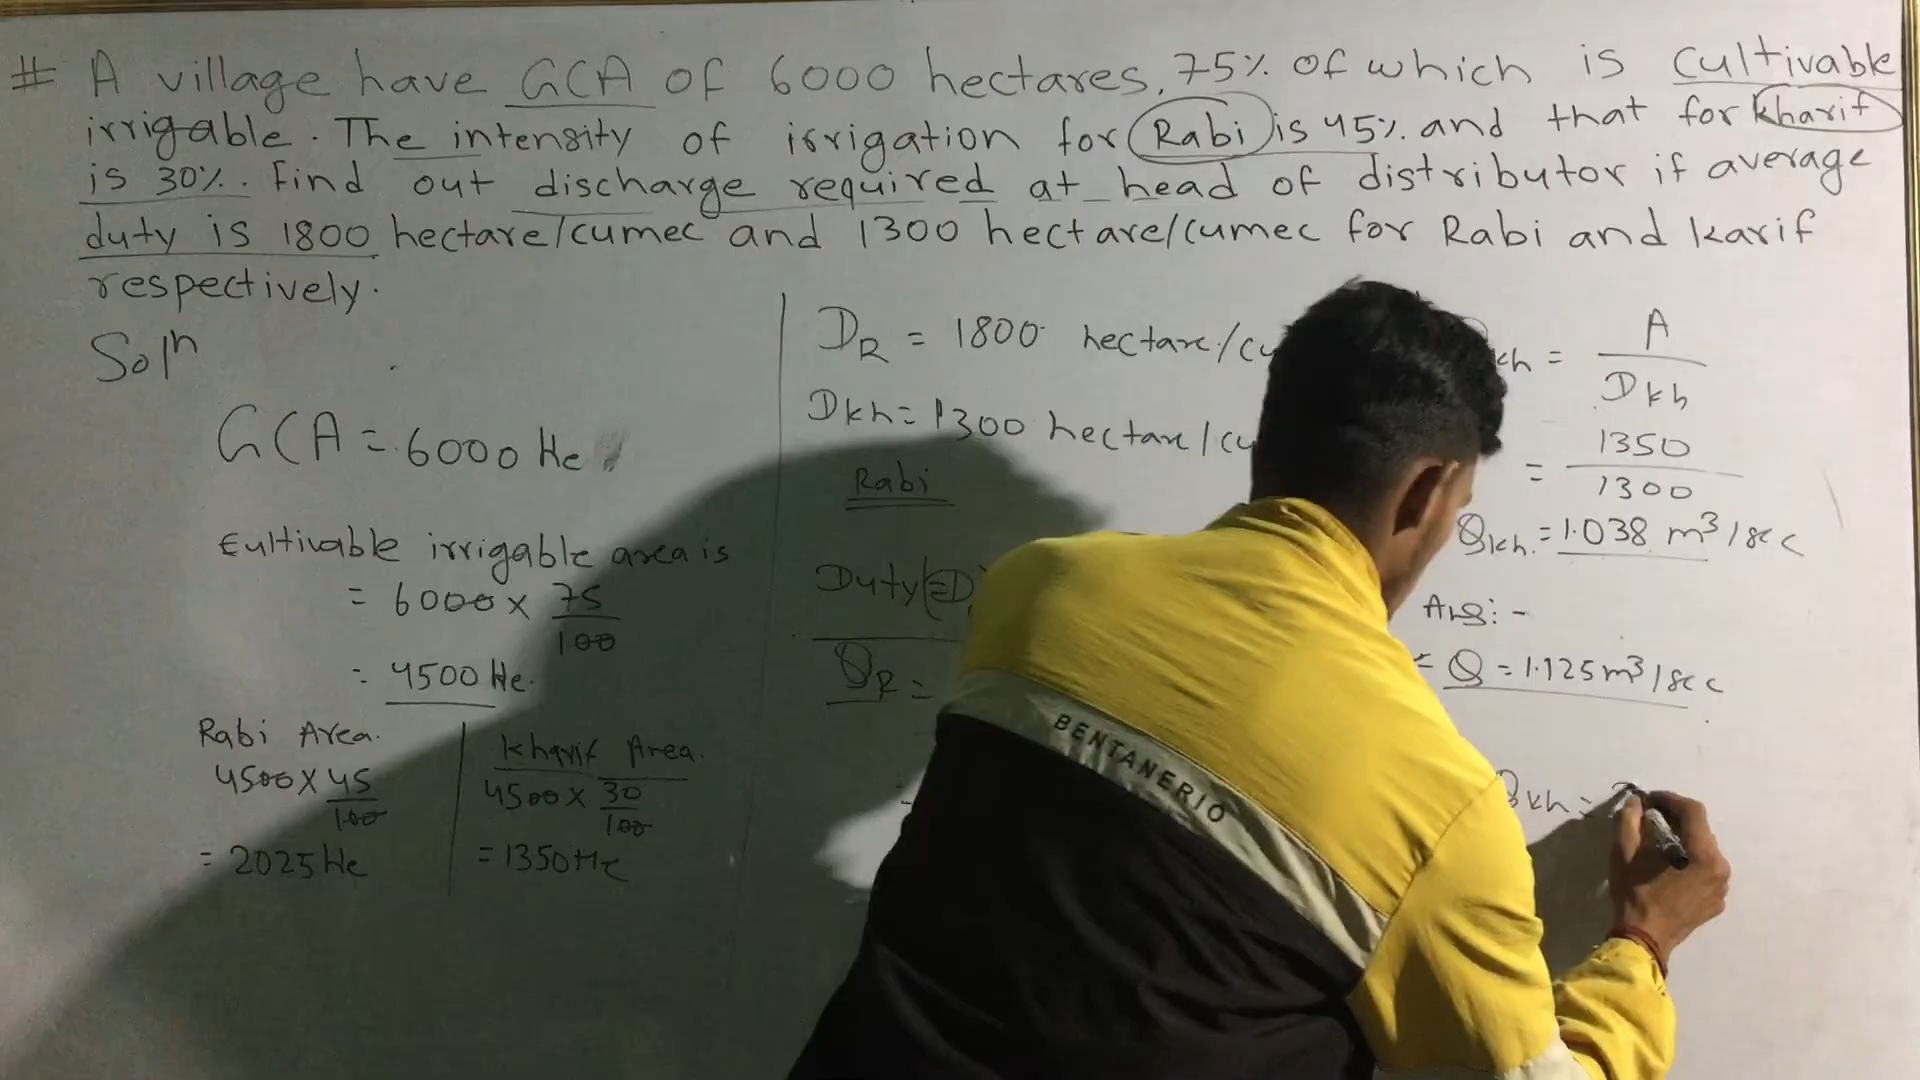 # A village have GCA of 6000 hectares, 75% of which is cultivable
irrigable. The intensity of irrigation for Rabi is 45% and that for kharif
is 30%. Find out discharge required at head of distributor if average
duty is 1800 hectare/cumec and 1300 hectare/cumec for Rabi and karif
respectively.
Solⁿ
GCA = 6000 He
Cultivable irrigable area is
= 6000 × 75/100
= 4500 He.
Rabi Area.
4500 × 45/100
= 2025 He
kharif Area.
4500 × 30/100
= 1350 He
DR = 1800 hectare/cu
Dkh = 1300 hectare/cu
Rabi
Duty
QR =
kh = A/Dkh
= 1350/1300
Qkh = 1.038 m³/sec
Ans: -
Q = 1.125 m³/sec
kh =
BENTANERIO